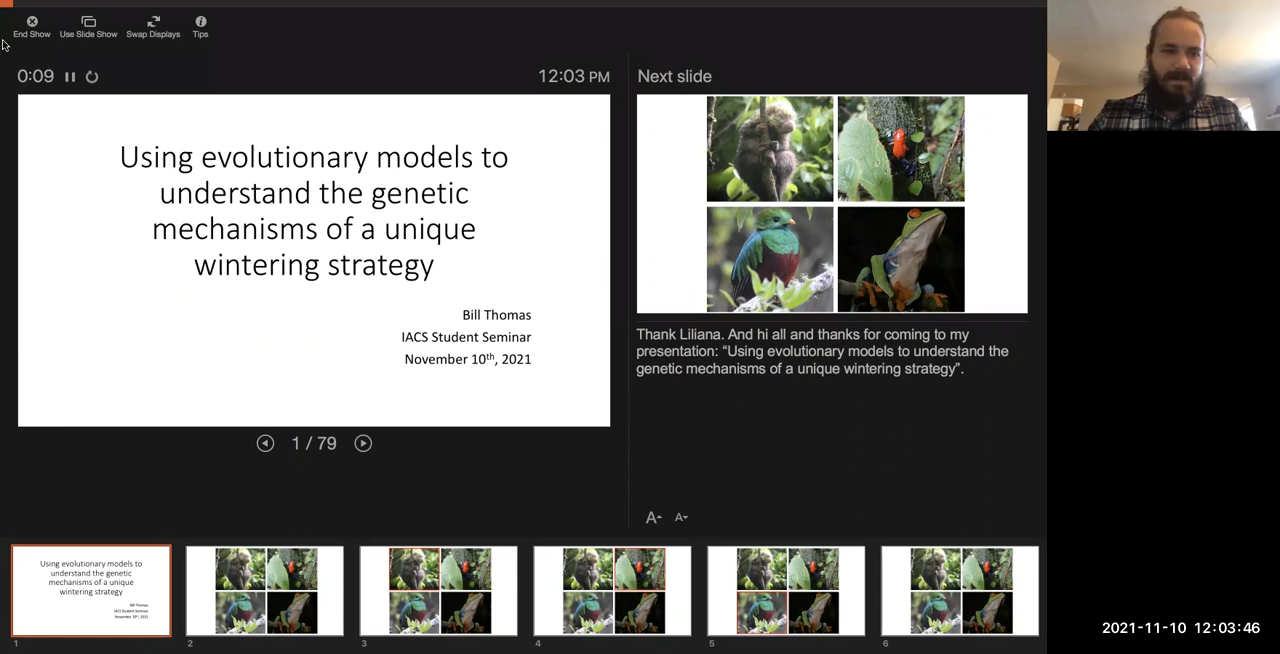 End Show
Use Slide Show
Swap Displays
Tips
0:09
12:03 PM
Next slide
Using evolutionary models to
understand the genetic
mechanisms of a unique
wintering strategy
Bill Thomas
IACS Student Seminar
November 10th, 2021
Thank Liliana. And hi all and thanks for coming to my
presentation: “Using evolutionary models to understand the
genetic mechanisms of a unique wintering strategy”.
1 / 79
A
A
Using evolutionary models to
understand the genetic
mechanisms of a unique
wintering strategy
Bill Thomas
IACS Student Seminar
November 10th, 2021
1
2
3
4
5
6
2021-11-10 12:03:46